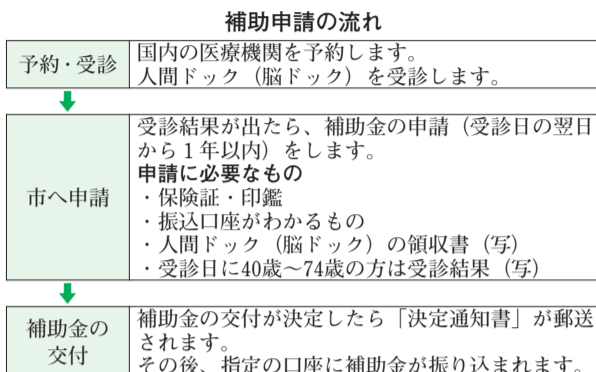 補助申請の流れ
予約・受診
国内の医療機関を予約します。
人間ドック（脳ドック）を受診します。
市へ申請
受診結果が出たら、補助金の申請（受診日の翌日
から１年以内）をします。
申請に必要なもの
・保険証・印鑑
・振込口座がわかるもの
・人間ドック（脳ドック）の領収書（写）
・受診日に40歳～74歳の方は受診結果（写）
補助金の
交付
補助金の交付が決定したら「決定通知書」が郵送
されます。
その後、指定の口座に補助金が振り込まれます。